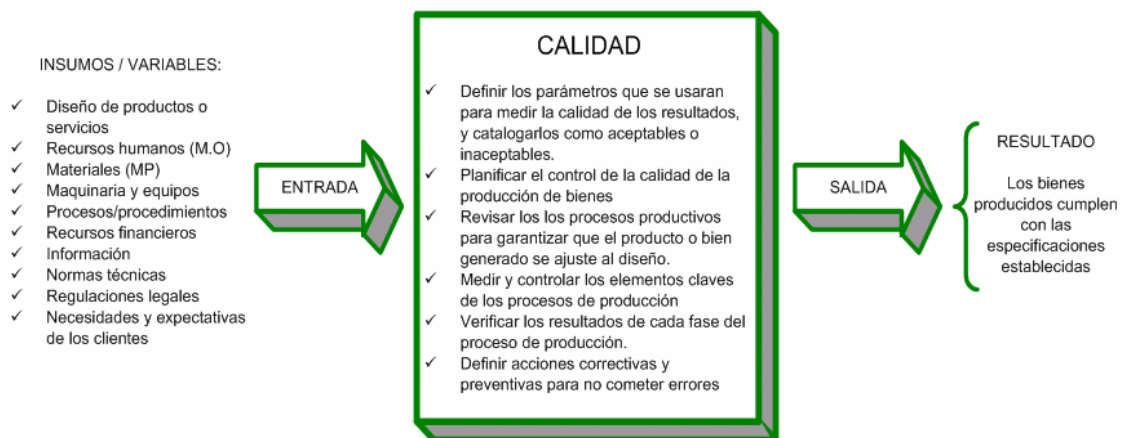 INSUMOS / VARIABLES:
✓ Diseño de productos o
servicios
✓ Recursos humanos (M.O)
✓ Materiales (MP)
✓ Maquinaria y equipos
✓ Procesos/procedimientos
✓ Recursos financieros
✓ Información
✓ Normas técnicas
✓ Regulaciones legales
✓ Necesidades y expectativas
de los clientes
ENTRADA
CALIDAD
✓ Definir los parámetros que se usaran
para medir la calidad de los resultados,
y catalogarlos como aceptables o
inaceptables.
✓ Planificar el control de la calidad de la
producción de bienes
✓ Revisar los los procesos productivos
para garantizar que el producto o bien
generado se ajuste al diseño.
✓ Medir y controlar los elementos claves
de los procesos de producción
✓ Verificar los resultados de cada fase del
proceso de producción.
✓ Definir acciones correctivas y
preventivas para no cometer errores
SALIDA
RESULTADO
Los bienes
producidos cumplen
con las
especificaciones
establecidas